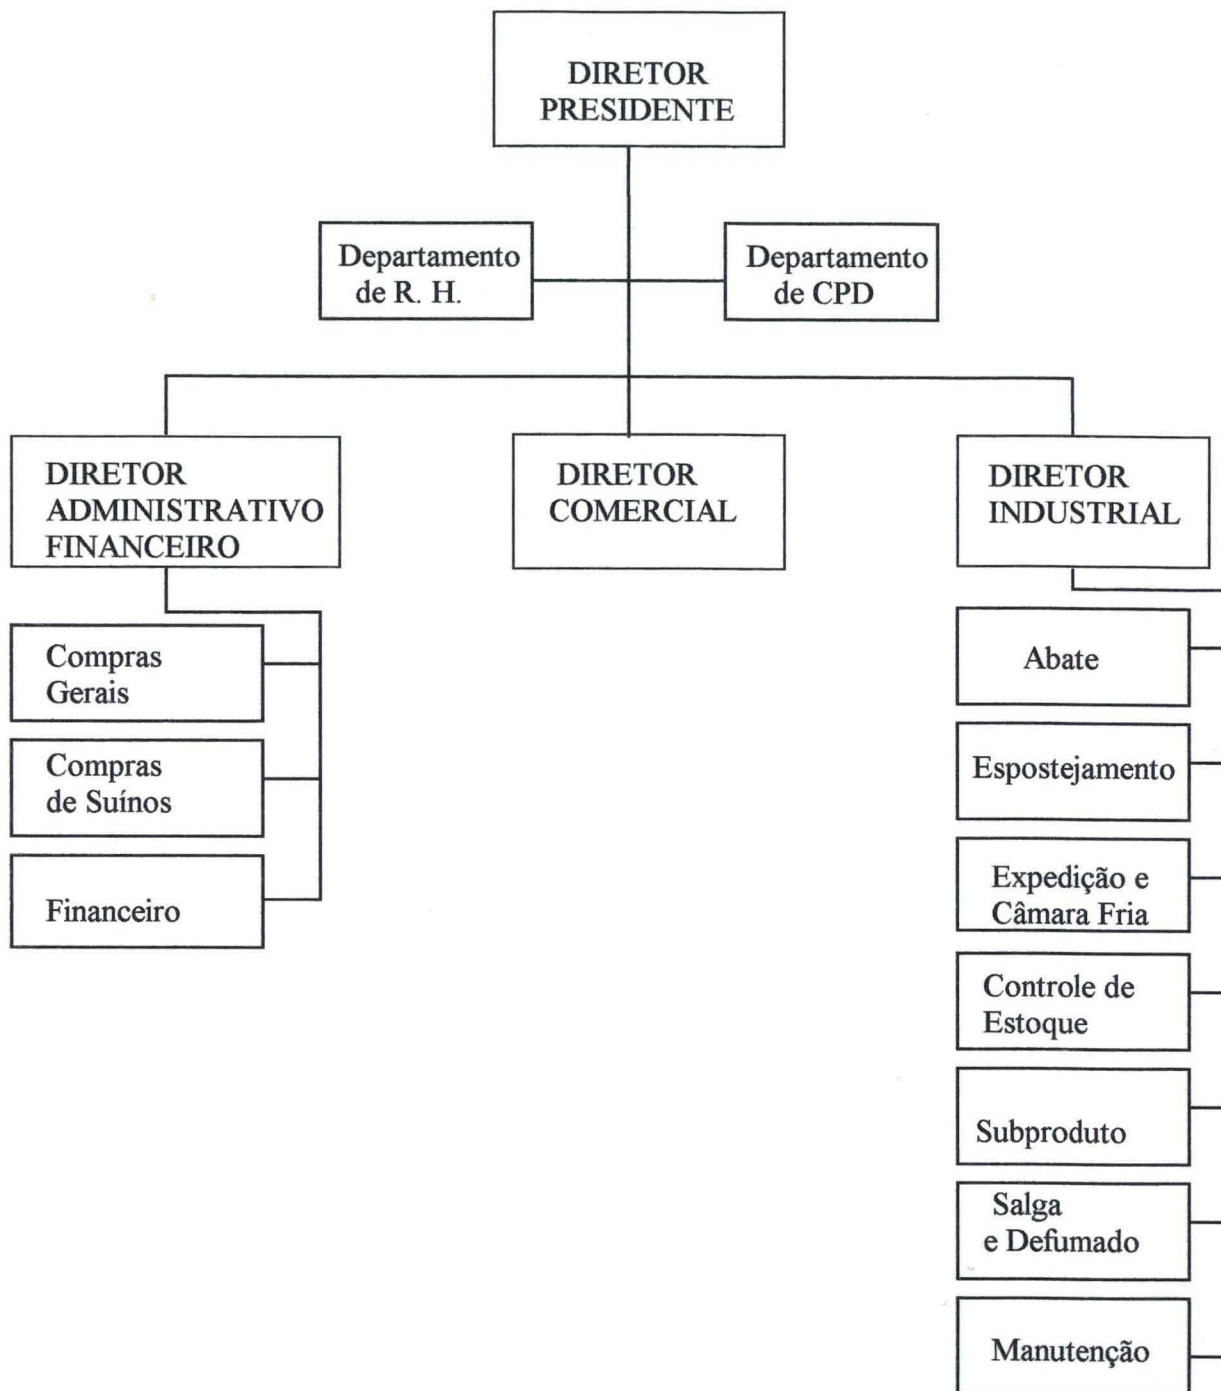 DIRETOR
PRESIDENTE
Departamento
de R. H.
Departamento
de CPD
DIRETOR
ADMINISTRATIVO
FINANCEIRO
DIRETOR
COMERCIAL
DIRETOR
INDUSTRIAL
Compras
Gerais
Compras
de Suínos
Financeiro
Abate
Espostejamento
Expedição e
Câmara Fria
Controle de
Estoque
Subproduto
Salga
e Defumado
Manutenção